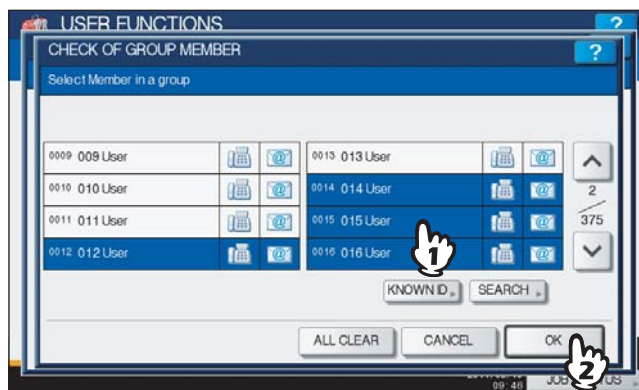 USER FUNCTIONS
?
CHECK OF GROUP MEMBER
?
Select Member in a group
0009 009 User
0013 013 User
0010 010 User
0014 014 User
2
0011 011 User
0015 015 User
375
0012 012 User
0016 016 User
1
KNOWN ID
SEARCH
ALL CLEAR
CANCEL
OK
2
09:46